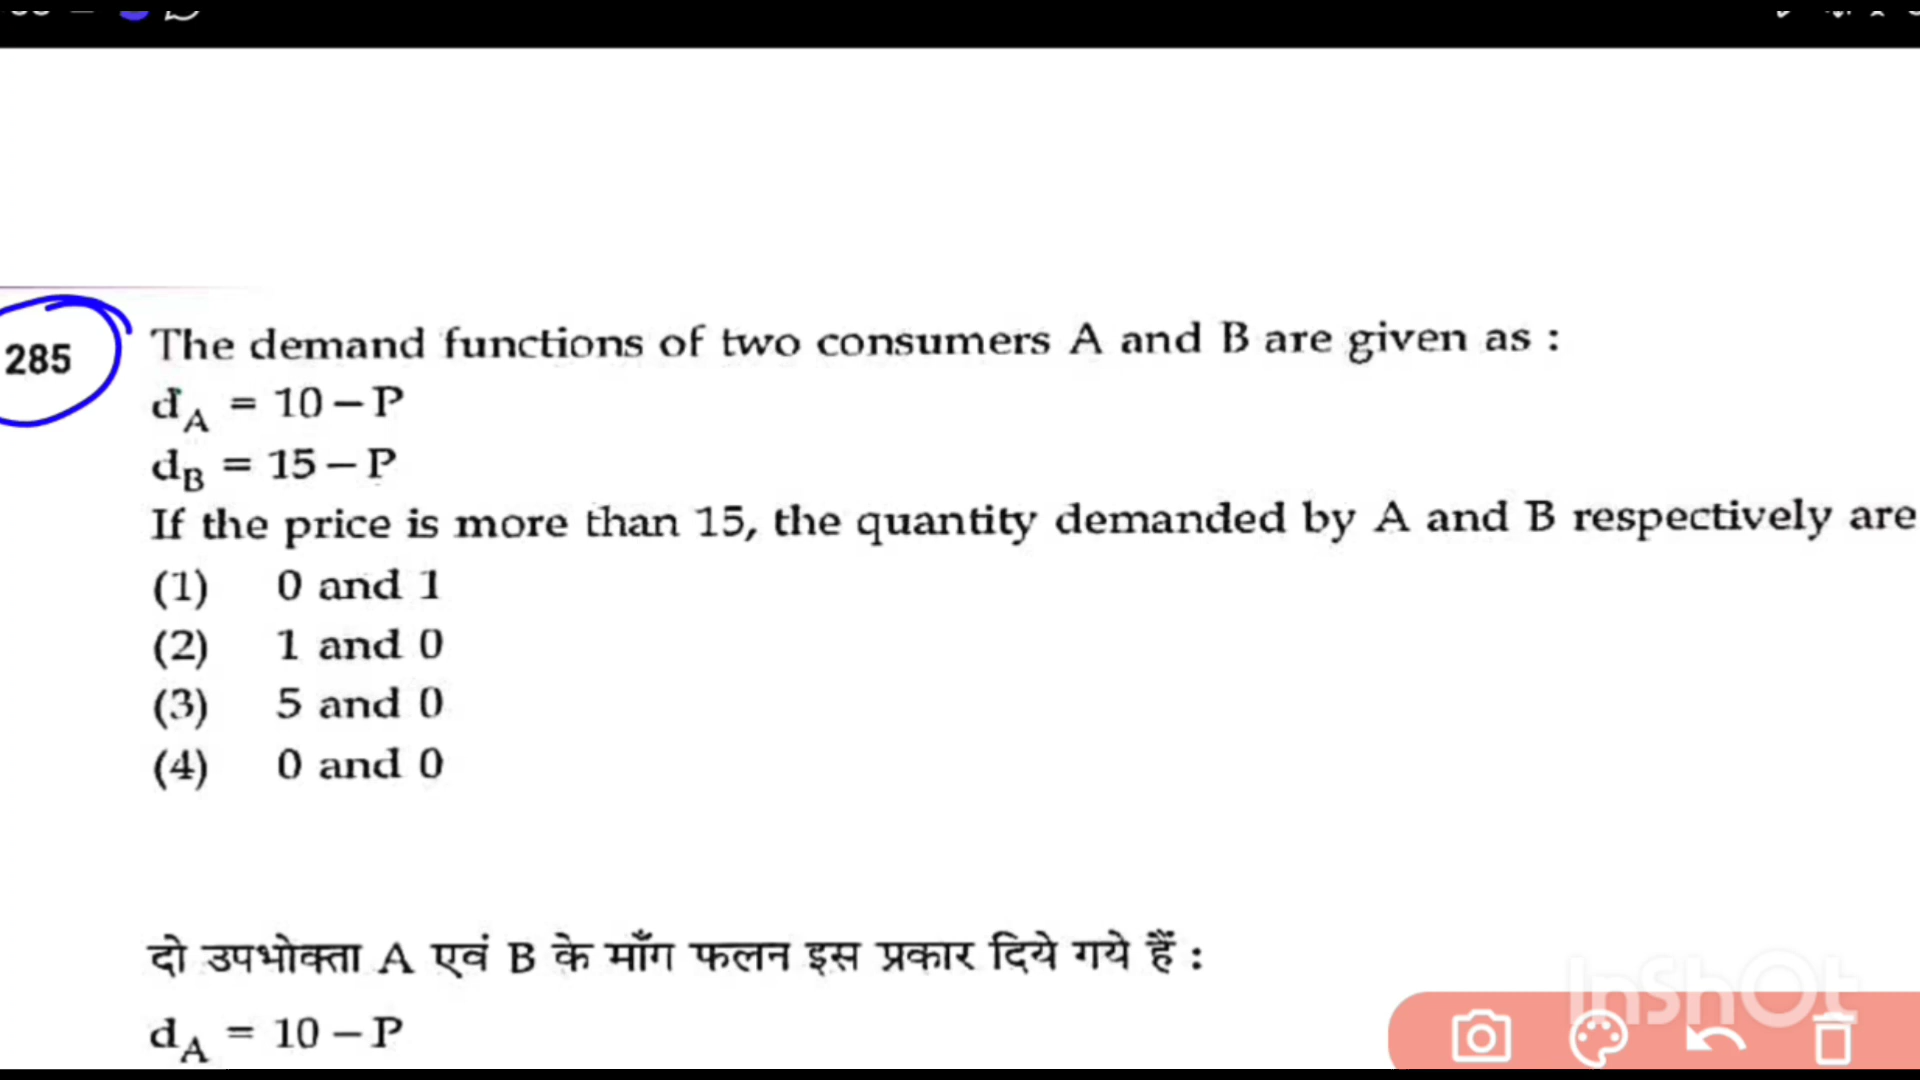 285 The demand functions of two consumers A and B are given as :
dA = 10 – P
dB = 15 – P
If the price is more than 15, the quantity demanded by A and B respectively are
(1) 0 and 1
(2) 1 and 0
(3) 5 and 0
(4) 0 and 0
दो उपभोक्ता A एवं B के माँग फलन इस प्रकार दिये गये हैं :
dA = 10 – P
InShOt